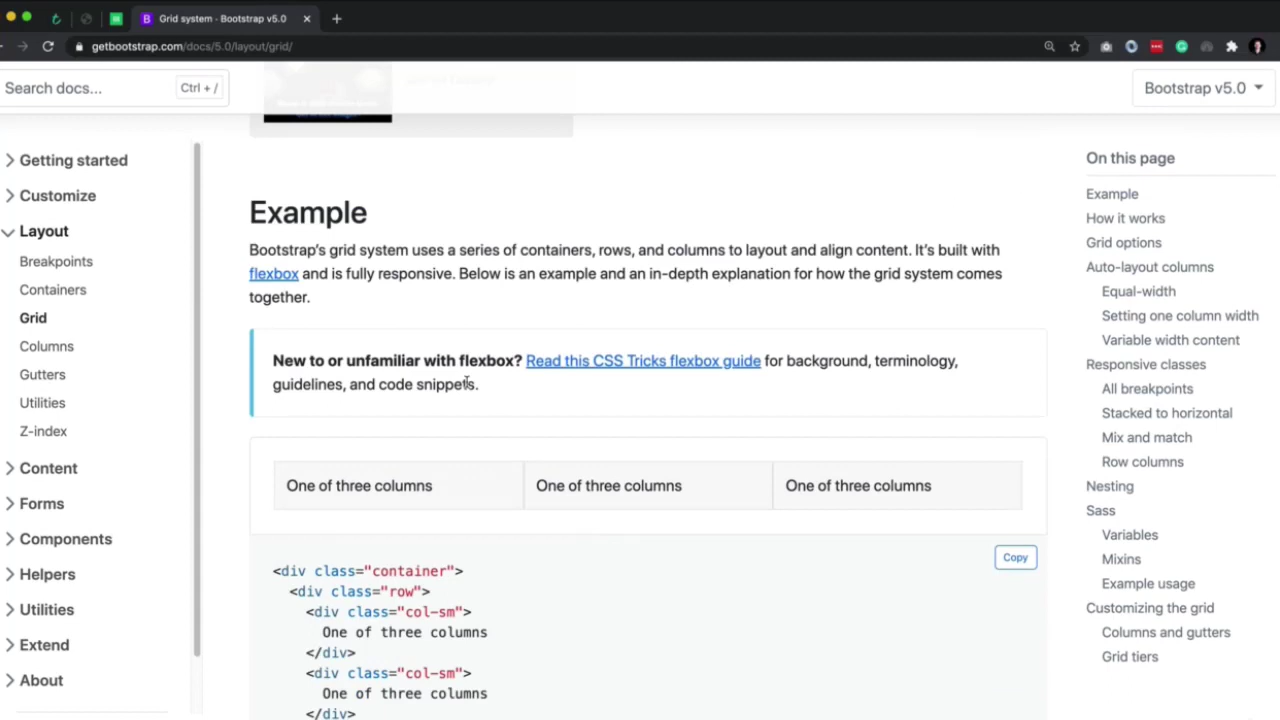 Grid system · Bootstrap v5.0
getbootstrap.com/docs/5.0/layout/grid/
Search docs...
Ctrl + /
Bootstrap v5.0
Getting started
Customize
Layout
Breakpoints
Containers
Grid
Columns
Gutters
Utilities
Z-index
Content
Forms
Components
Helpers
Utilities
Extend
About
Example
Bootstrap's grid system uses a series of containers, rows, and columns to layout and align content. It's built with
flexbox and is fully responsive. Below is an example and an in-depth explanation for how the grid system comes
together.
New to or unfamiliar with flexbox? Read this CSS Tricks flexbox guide for background, terminology,
guidelines, and code snippets.
One of three columns
One of three columns
One of three columns
Copy
<div class="container">
<div class="row">
<div class="col-sm">
One of three columns
</div>
<div class="col-sm">
One of three columns
</div>
On this page
Example
How it works
Grid options
Auto-layout columns
Equal-width
Setting one column width
Variable width content
Responsive classes
All breakpoints
Stacked to horizontal
Mix and match
Row columns
Nesting
Sass
Variables
Mixins
Example usage
Customizing the grid
Columns and gutters
Grid tiers